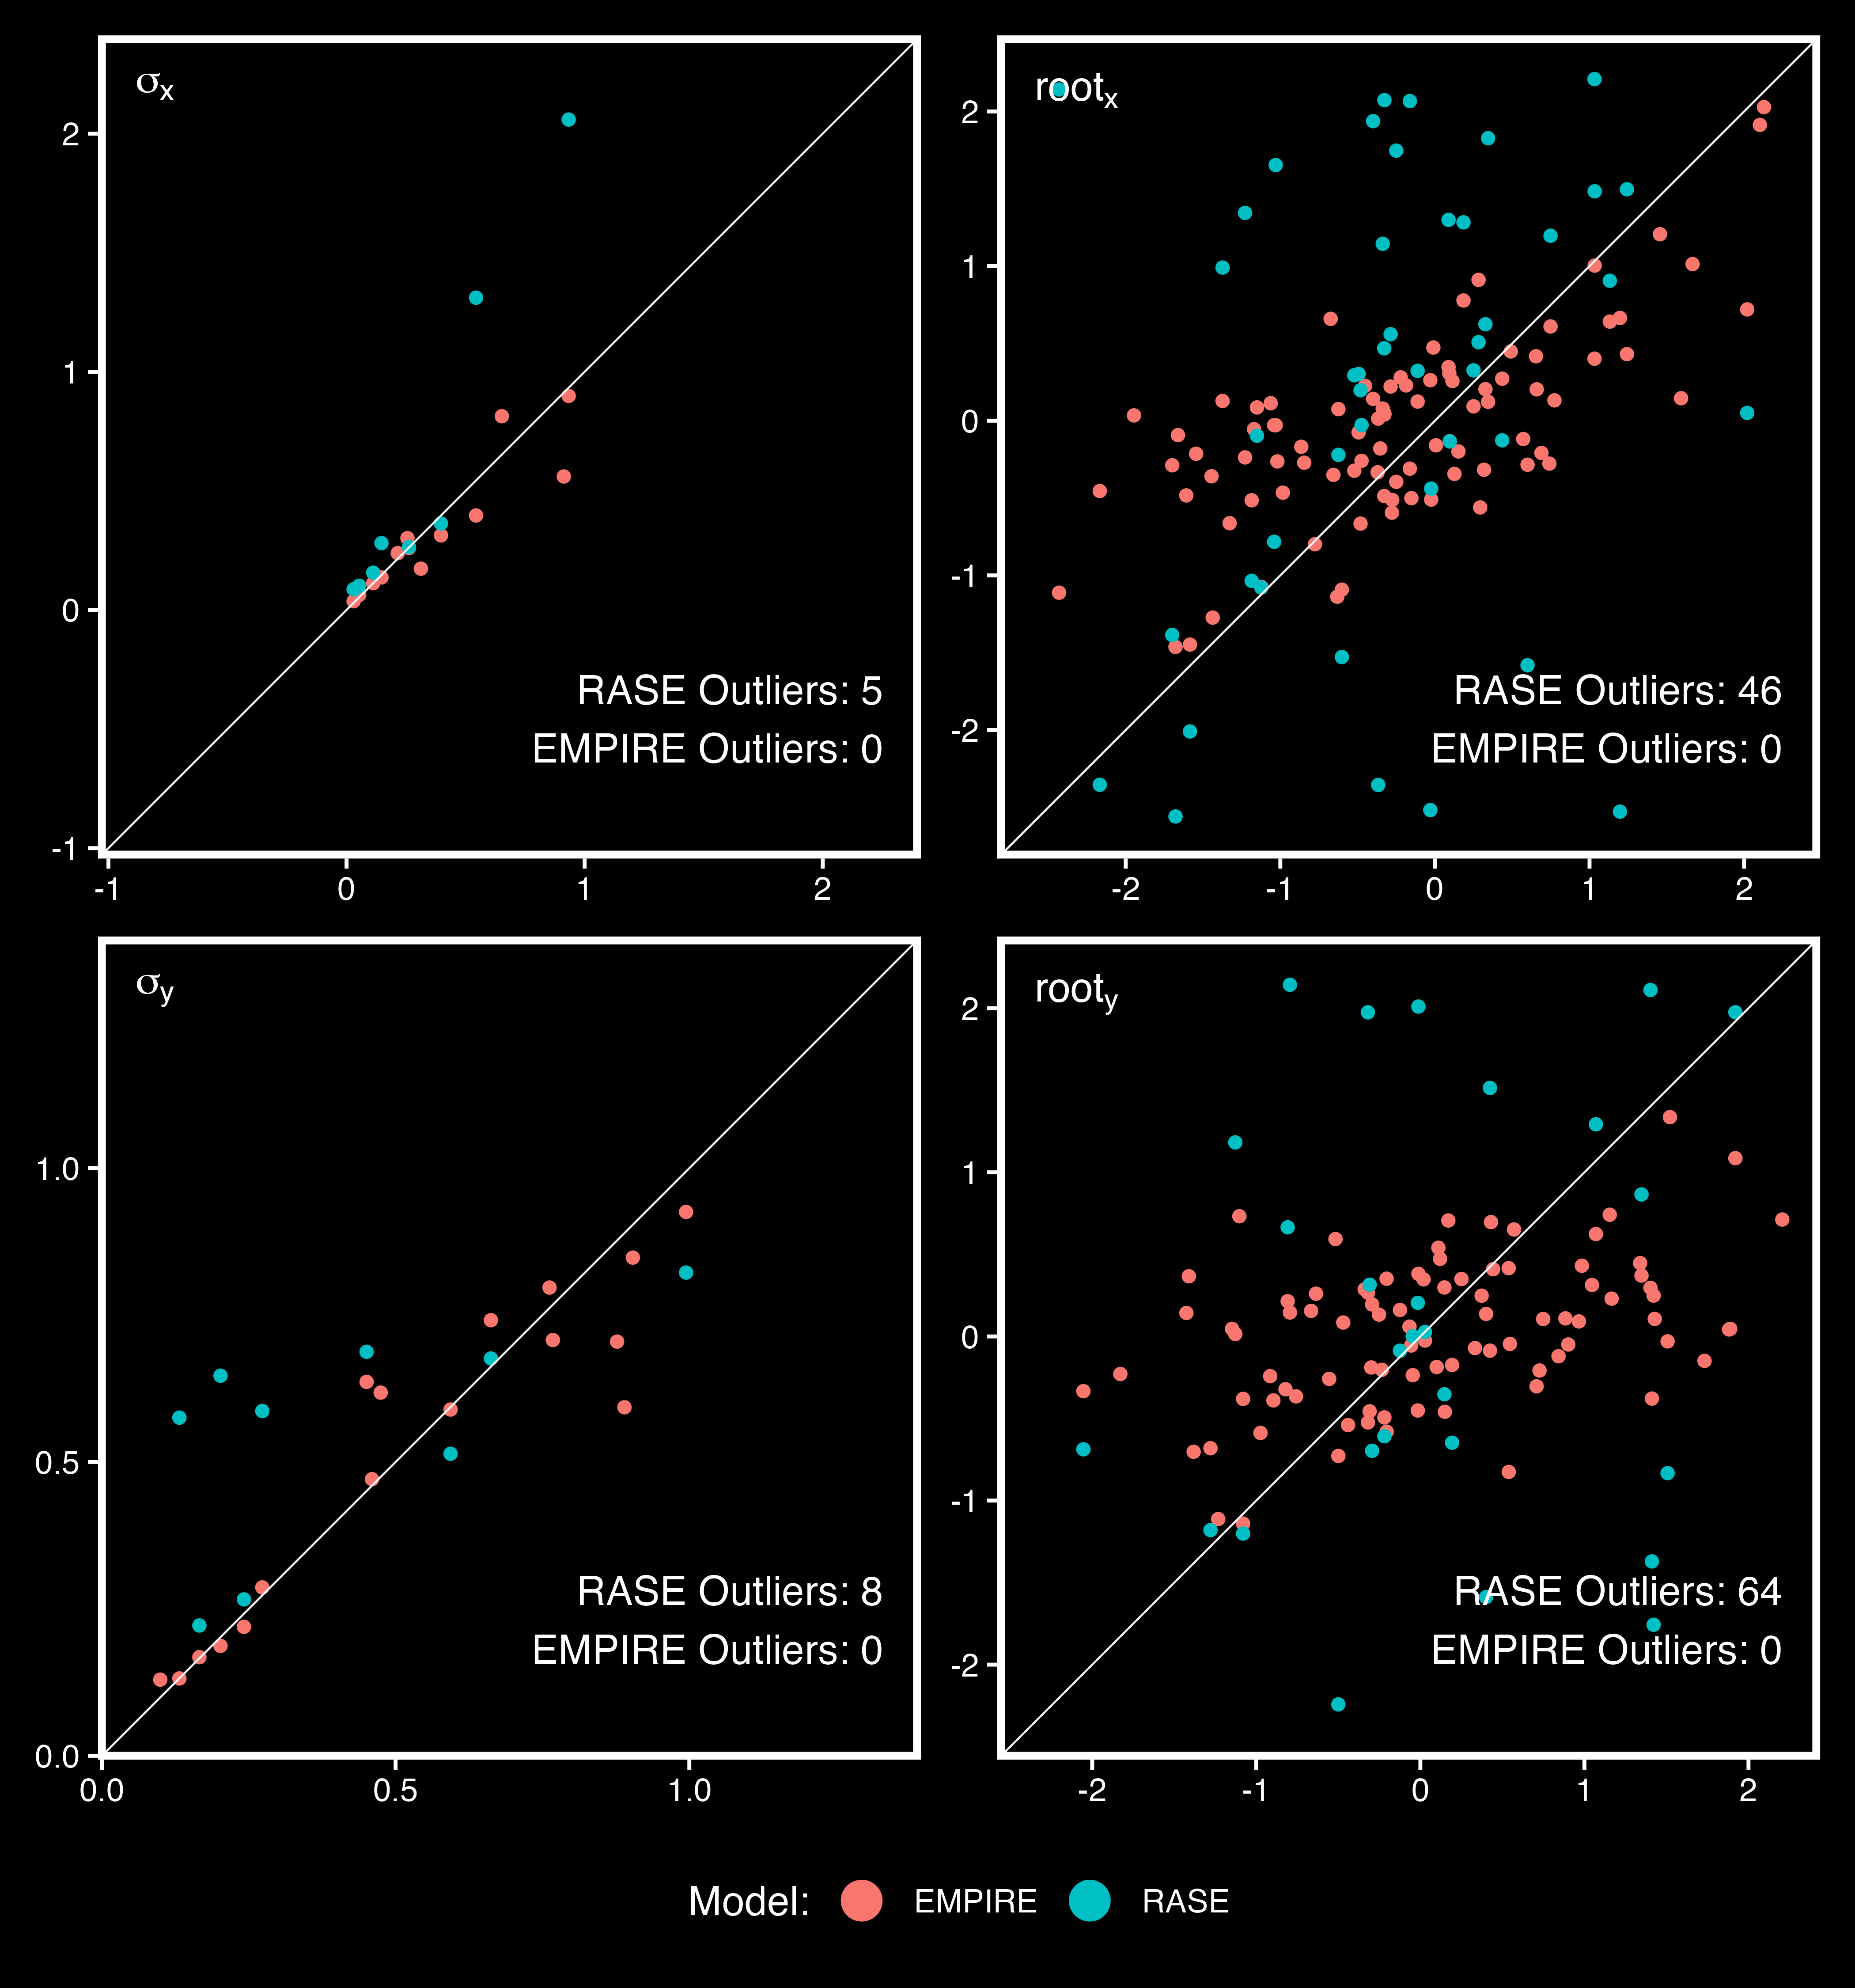 σx
2
1
0
-1
RASE Outliers: 5
EMPIRE Outliers: 0
-1 0 1 2
rootx
2
1
0
-1
-2
RASE Outliers: 46
EMPIRE Outliers: 0
-2 -1 0 1 2
σy
1.0
0.5
0.0
RASE Outliers: 8
EMPIRE Outliers: 0
0.0 0.5 1.0
rooty
2
1
0
-1
-2
RASE Outliers: 64
EMPIRE Outliers: 0
-2 -1 0 1 2
Model: EMPIRE RASE